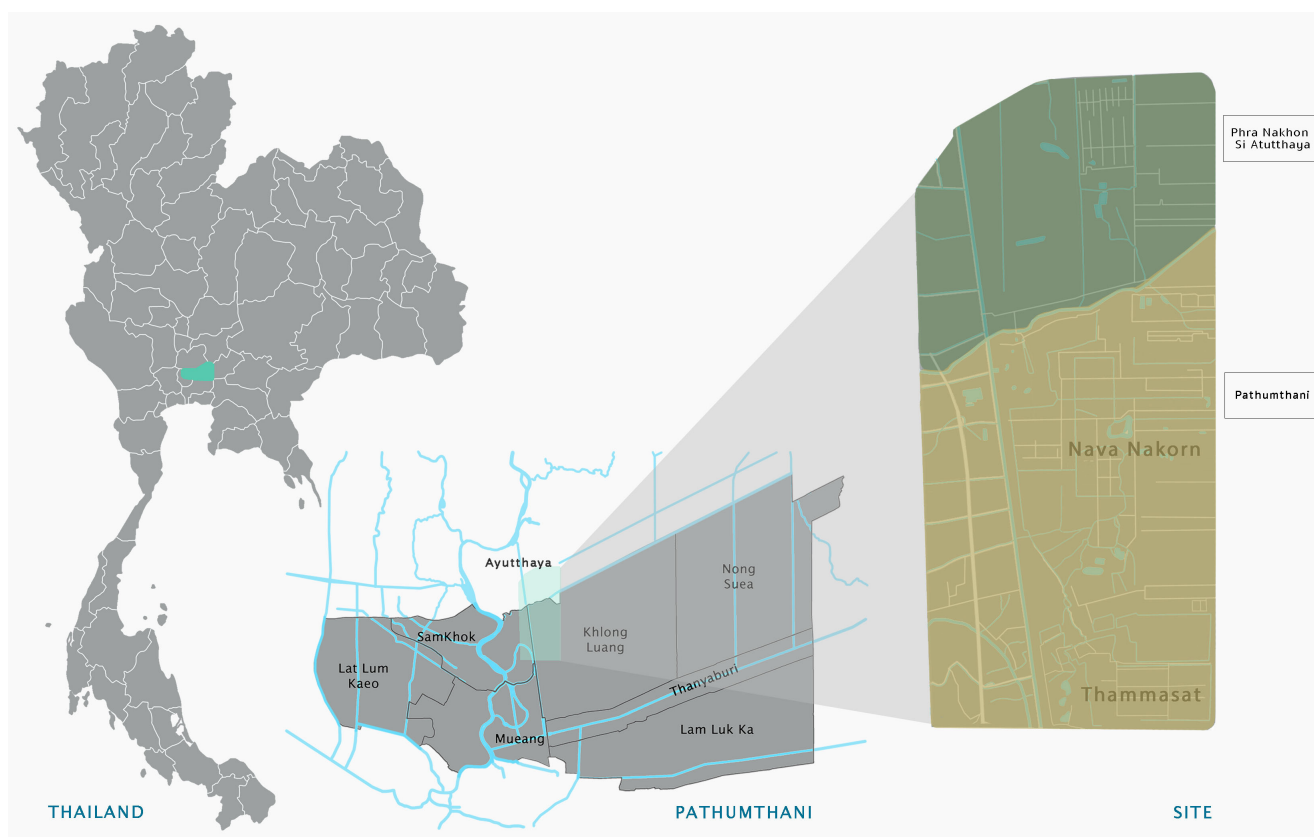 Phra Nakhon
Si Atutthaya
Pathumthani
Nava Nakorn
Thammasat
Ayutthaya
Nong
Suea
Khlong
Luang
SamKhok
Lat Lum
Kaeo
Thanyaburi
Mueang
Lam Luk Ka
THAILAND
PATHUMTHANI
SITE